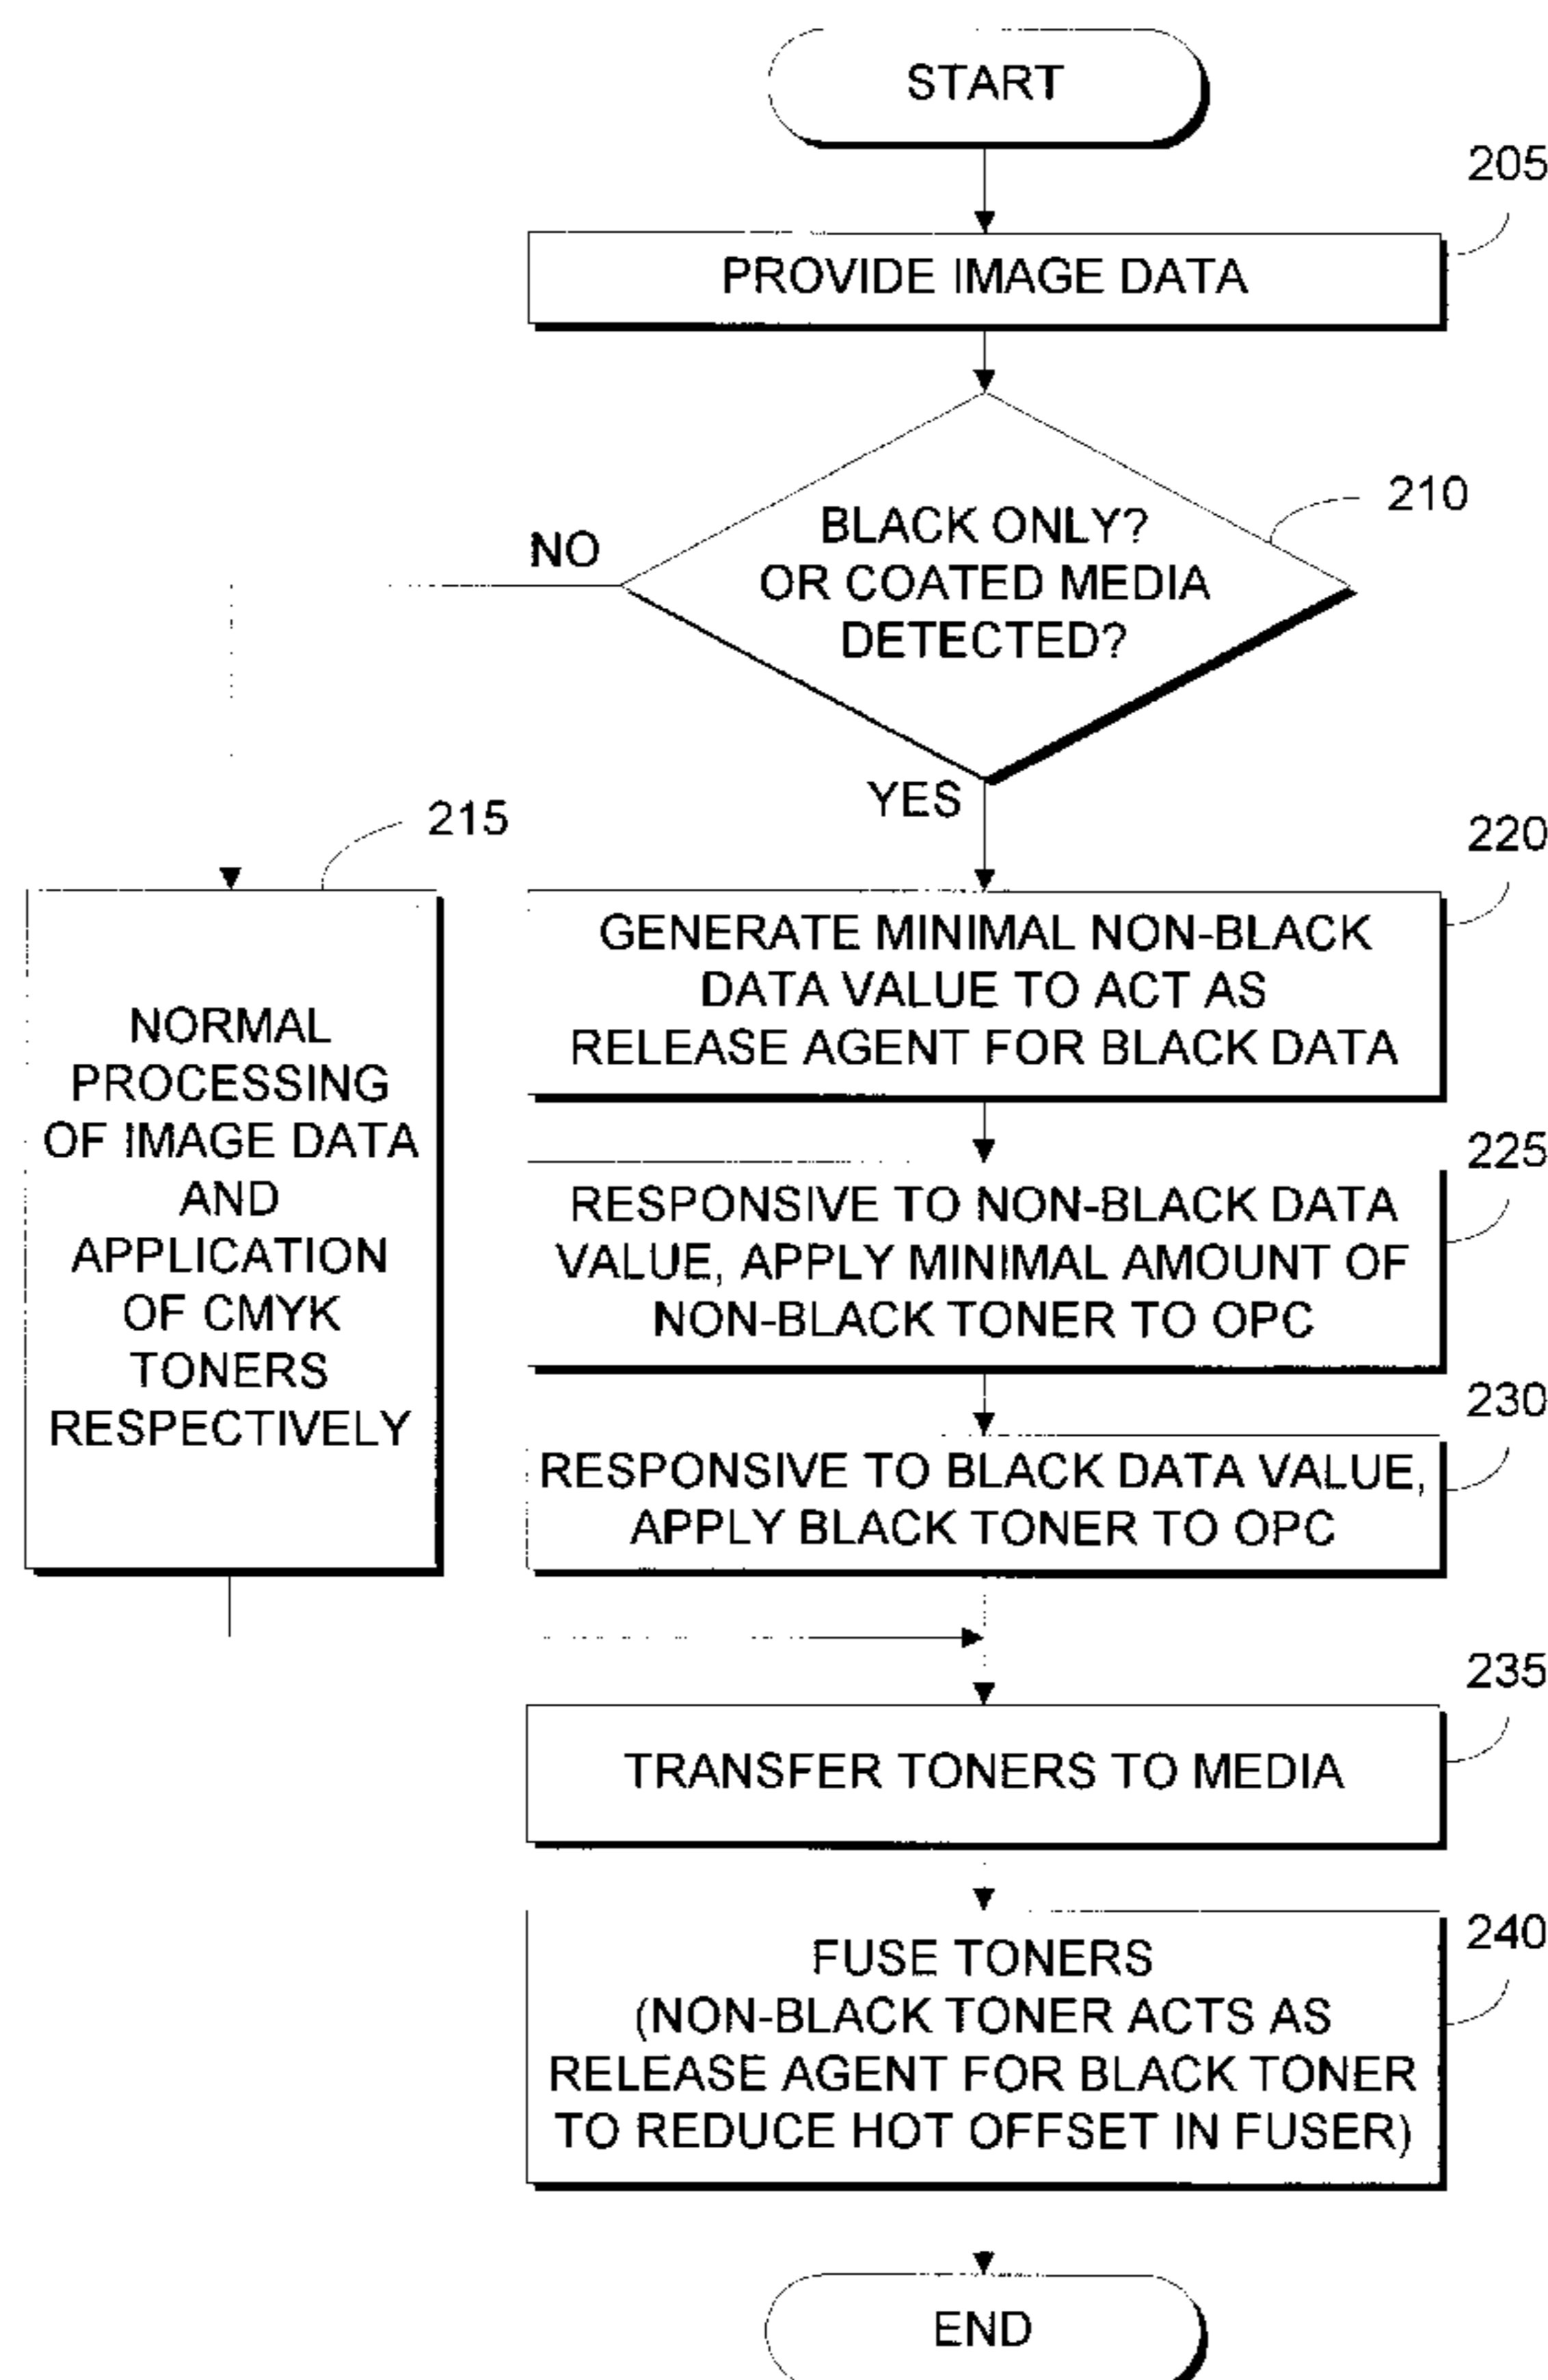 START
205
PROVIDE IMAGE DATA
210
BLACK ONLY?
OR COATED MEDIA
DETECTED?
NO
YES
215
NORMAL
PROCESSING
OF IMAGE DATA
AND
APPLICATION
OF CMYK
TONERS
RESPECTIVELY
220
GENERATE MINIMAL NON-BLACK
DATA VALUE TO ACT AS
RELEASE AGENT FOR BLACK DATA
225
RESPONSIVE TO NON-BLACK DATA
VALUE, APPLY MINIMAL AMOUNT OF
NON-BLACK TONER TO OPC
230
RESPONSIVE TO BLACK DATA VALUE,
APPLY BLACK TONER TO OPC
235
TRANSFER TONERS TO MEDIA
240
FUSE TONERS
(NON-BLACK TONER ACTS AS
RELEASE AGENT FOR BLACK TONER
TO REDUCE HOT OFFSET IN FUSER)
END